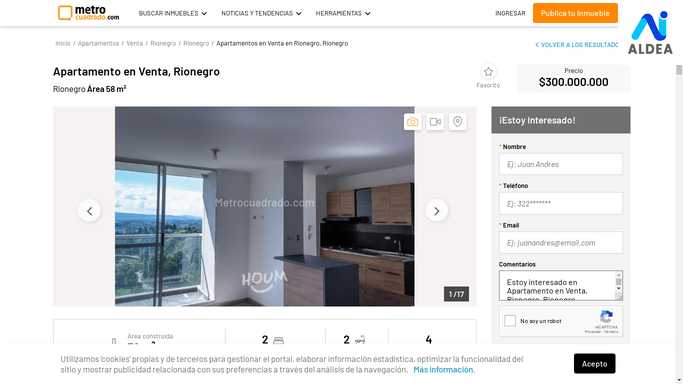 metro
cuadrado.com
BUSCAR INMUEBLES
NOTICIAS Y TENDENCIAS
HERRAMIENTAS
INGRESAR
Publica tu Inmueble
AI
ALDEA
Inicio / Apartamentos / Venta / Rionegro / Rionegro / Apartamentos en Venta en Rionegro, Rionegro
< VOLVER A LOS RESULTADO
Apartamento en Venta, Rionegro
Rionegro Área 58 m²
Favorito
Precio
$300.000.000
Metrocuadrado.com
HOUM
1 / 17
¡Estoy Interesado!
* Nombre
Ej: Juan Andres
* Teléfono
Ej: 322*******
* Email
Ej: juanandres@email.com
Comentarios
Estoy interesado en
Apartamento en Venta,
Rionegro, Rionegro
No soy un robot
reCAPTCHA
Privacidad - Términos
Área construida
2
2
4
Utilizamos 'cookies' propias y de terceros para gestionar el portal, elaborar información estadística, optimizar la funcionalidad del
sitio y mostrar publicidad relacionada con sus preferencias a través del análisis de la navegación. Más información.
Acepto